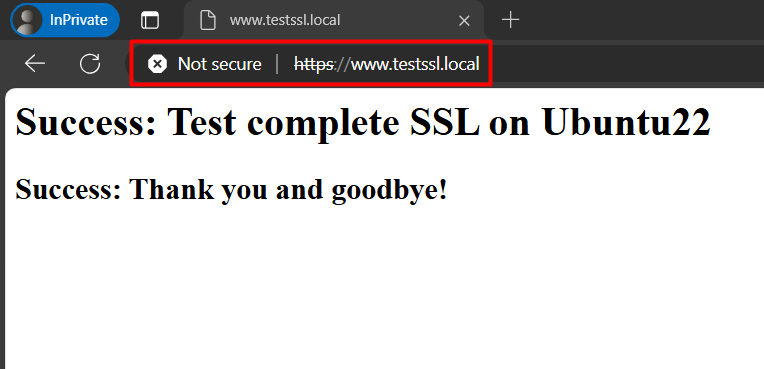 InPrivate
www.testssl.local
Not secure | https://www.testssl.local
Success: Test complete SSL on Ubuntu22
Success: Thank you and goodbye!